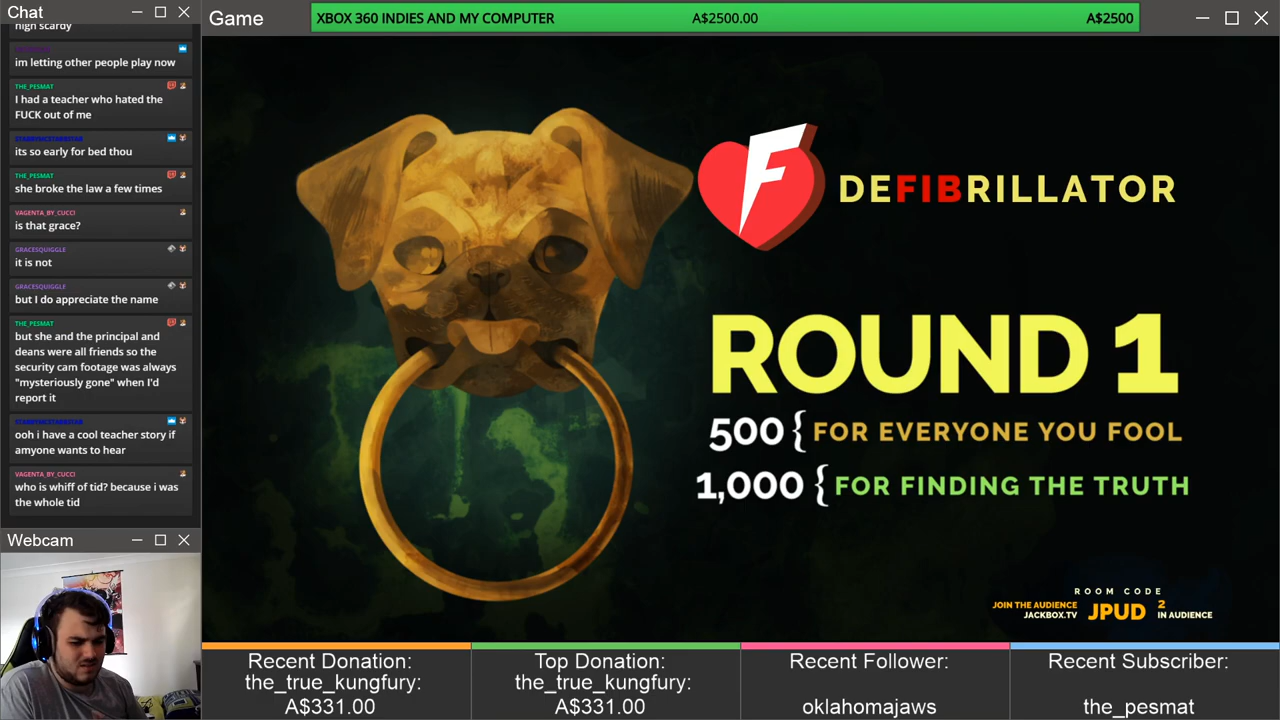 Chat
high scardy
im letting other people play now
THE_PESMAT
I had a teacher who hated the
FUCK out of me
its so early for bed thou
THE_PESMAT
she broke the law a few times
VAGENTA_BY_CUCCI
is that grace?
GRACESQUIGGLE
it is not
GRACESQUIGGLE
but I do appreciate the name
THE_PESMAT
but she and the principal and
deans were all friends so the
security cam footage was always
"mysteriously gone" when I'd
report it
ooh i have a cool teacher story if
amyone wants to hear
VAGENTA_BY_CUCCI
who is whiff of tid? because i was
the whole tid
Webcam
Game
XBOX 360 INDIES AND MY COMPUTER
A$2500.00
A$2500
F
DEFIBRILLATOR
ROUND 1
500 { FOR EVERYONE YOU FOOL
1,000 { FOR FINDING THE TRUTH
ROOM CODE
JOIN THE AUDIENCE
JACKBOX.TV
JPUD
2
IN AUDIENCE
Recent Donation:
the_true_kungfury:
A$331.00
Top Donation:
the_true_kungfury:
A$331.00
Recent Follower:
oklahomajaws
Recent Subscriber:
the_pesmat